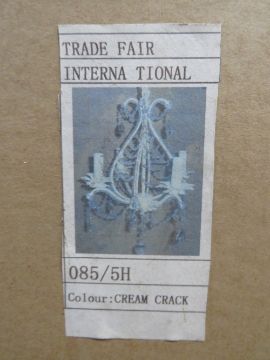 TRADE FAIR
INTERNA TIONAL
085/5H
Colour:CREAM CRACK